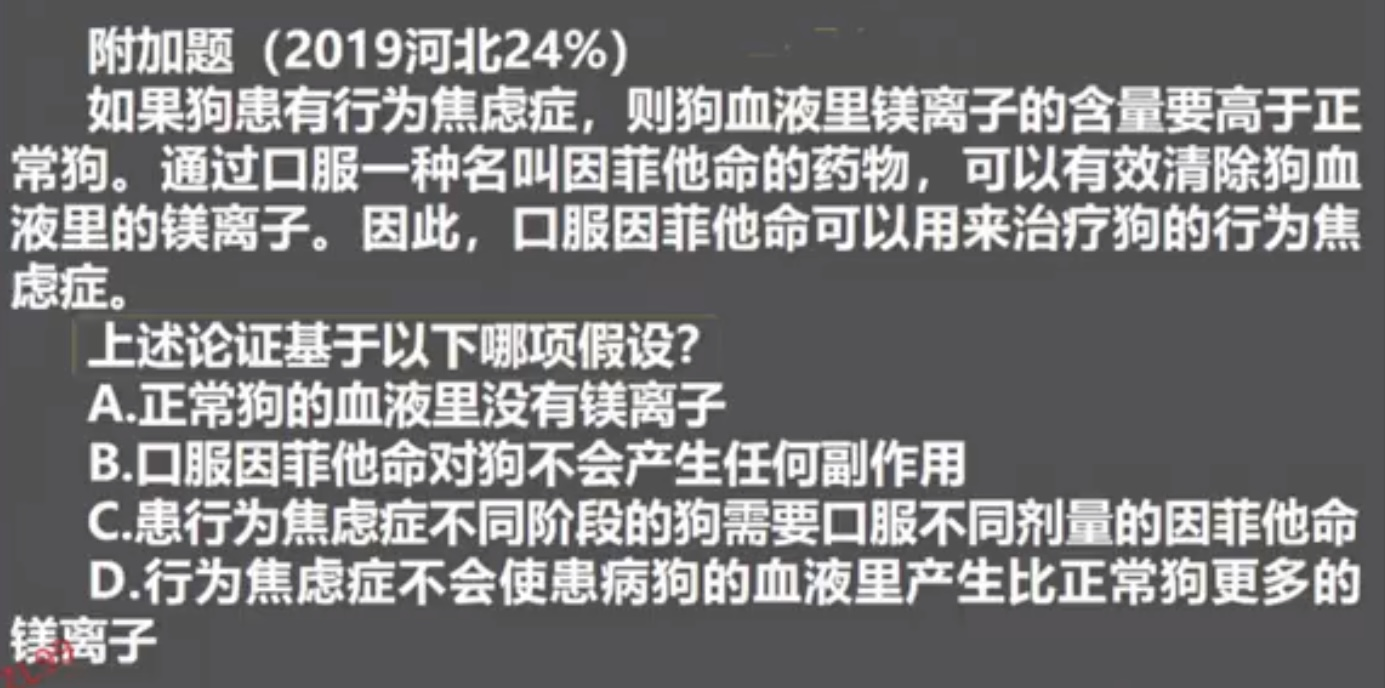 附加题（2019河北24%）
如果狗患有行为焦虑症，则狗血液里镁离子的含量要高于正
常狗。通过口服一种名叫因菲他命的药物，可以有效清除狗血
液里的镁离子。因此，口服因菲他命可以用来治疗狗的行为焦
虑症。
上述论证基于以下哪项假设？
A.正常狗的血液里没有镁离子
B.口服因菲他命对狗不会产生任何副作用
C.患行为焦虑症不同阶段的狗需要口服不同剂量的因菲他命
D.行为焦虑症不会使患病狗的血液里产生比正常狗更多的
镁离子